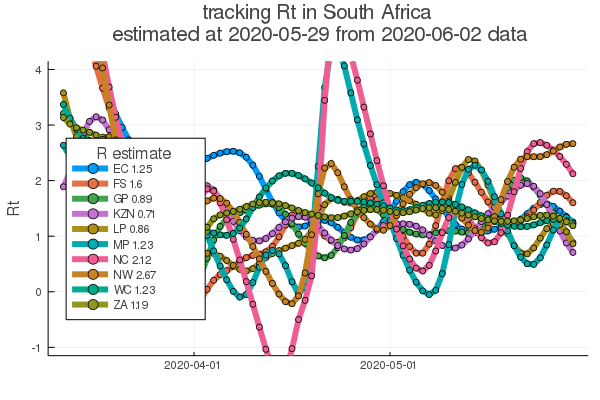 tracking Rt in South Africa
estimated at 2020-05-29 from 2020-06-02 data
4
3
2
1
0
-1
Rt
R estimate
EC 1.25
FS 1.6
GP 0.89
KZN 0.71
LP 0.86
MP 1.23
NC 2.12
NW 2.67
WC 1.23
ZA 1.19
2020-04-01
2020-05-01